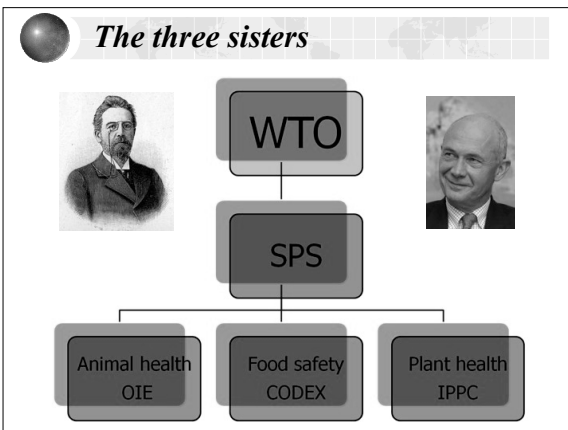 The three sisters
WTO
SPS
Animal health
OIE
Food safety
CODEX
Plant health
IPPC